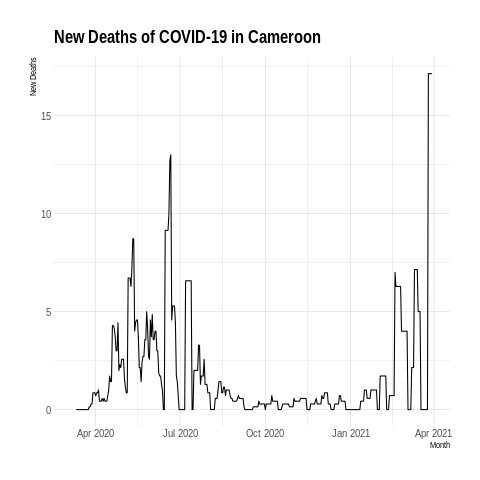 New Deaths of COVID-19 in Cameroon
New Deaths
15
10
5
0
Apr 2020 Jul 2020 Oct 2020 Jan 2021 Apr 2021
Month